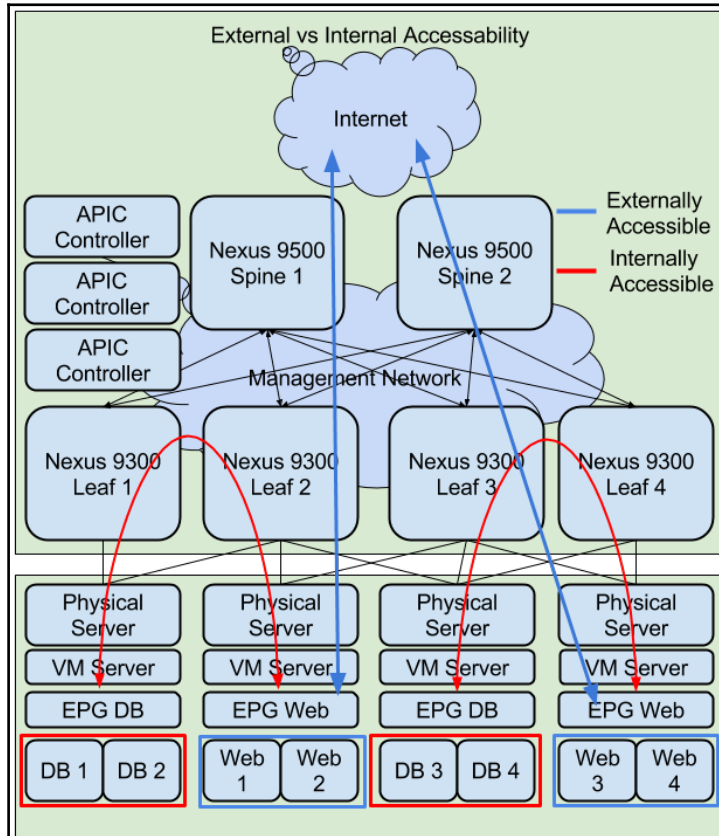 External vs Internal Accessability
Internet
APIC
Controller
APIC
Controller
APIC
Controller
Nexus 9500
Spine 1
Nexus 9500
Spine 2
Externally
Accessible
Internally
Accessible
Management Network
Nexus 9300
Leaf 1
Nexus 9300
Leaf 2
Nexus 9300
Leaf 3
Nexus 9300
Leaf 4
Physical
Server
Physical
Server
Physical
Server
Physical
Server
VM Server
VM Server
VM Server
VM Server
EPG DB
EPG Web
EPG DB
EPG Web
DB 1
DB 2
Web
1
Web
2
DB 3
DB 4
Web
3
Web
4